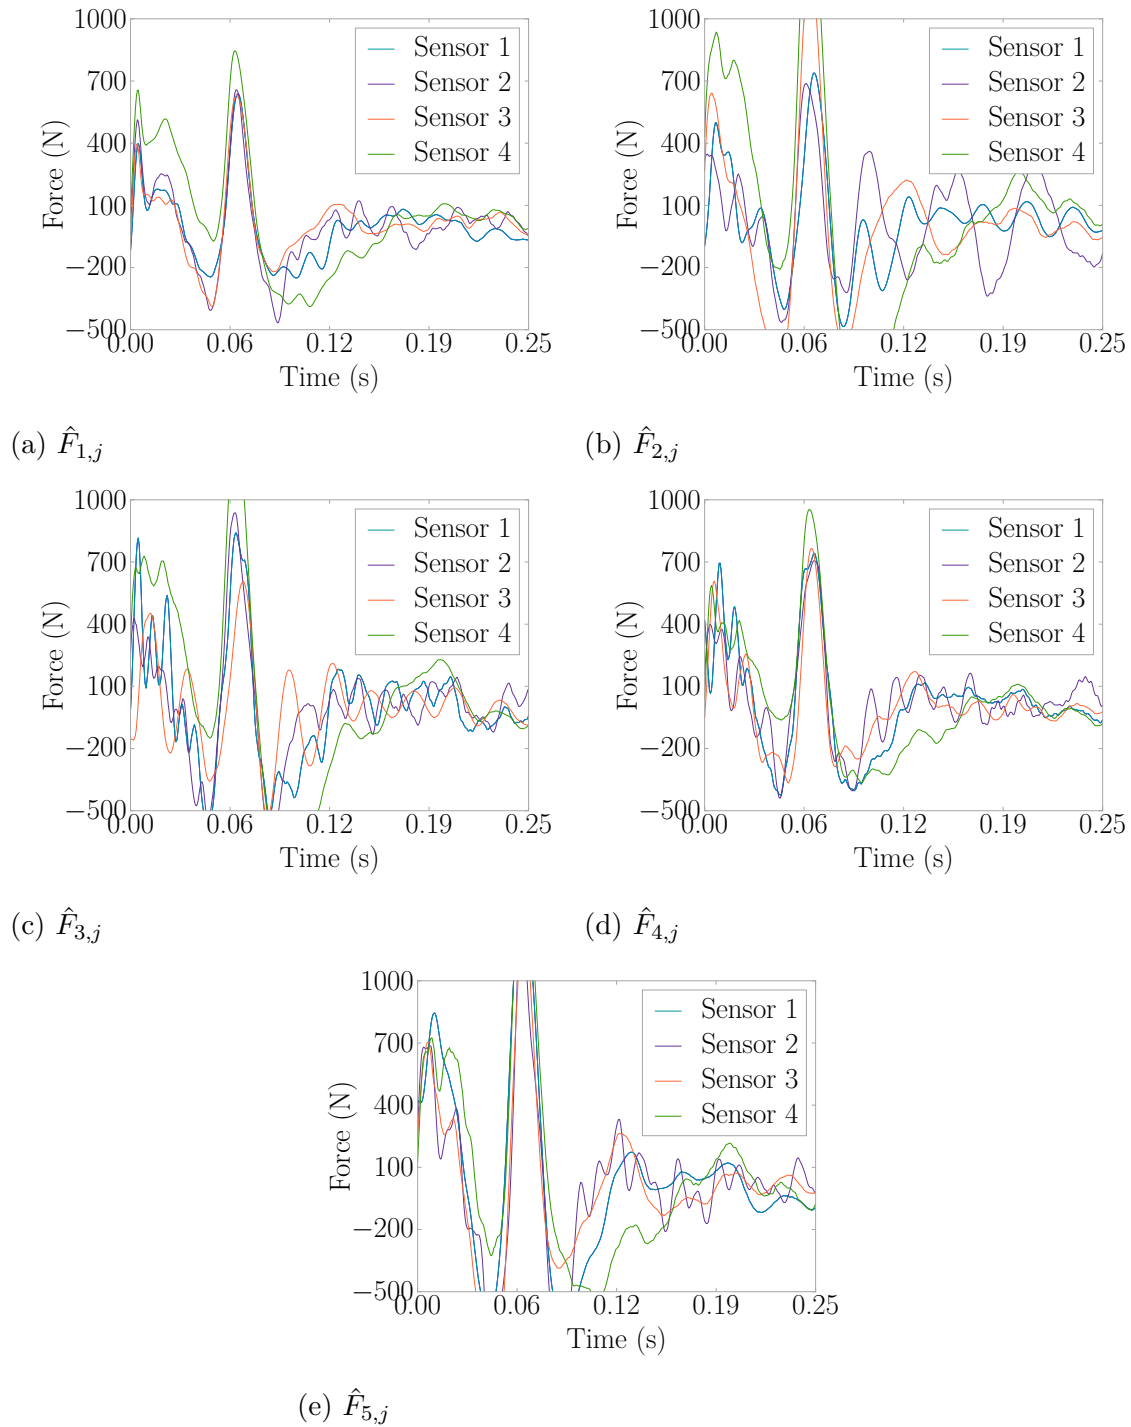 1000
700
400
100
−200
−500
Force (N)
0.00 0.06 0.12 0.19 0.25
Time (s)
Sensor 1
Sensor 2
Sensor 3
Sensor 4
(a) F̂1,j
1000
700
400
100
−200
−500
Force (N)
0.00 0.06 0.12 0.19 0.25
Time (s)
Sensor 1
Sensor 2
Sensor 3
Sensor 4
(b) F̂2,j
1000
700
400
100
−200
−500
Force (N)
0.00 0.06 0.12 0.19 0.25
Time (s)
Sensor 1
Sensor 2
Sensor 3
Sensor 4
(c) F̂3,j
1000
700
400
100
−200
−500
Force (N)
0.00 0.06 0.12 0.19 0.25
Time (s)
Sensor 1
Sensor 2
Sensor 3
Sensor 4
(d) F̂4,j
1000
700
400
100
−200
−500
Force (N)
0.00 0.06 0.12 0.19 0.25
Time (s)
Sensor 1
Sensor 2
Sensor 3
Sensor 4
(e) F̂5,j